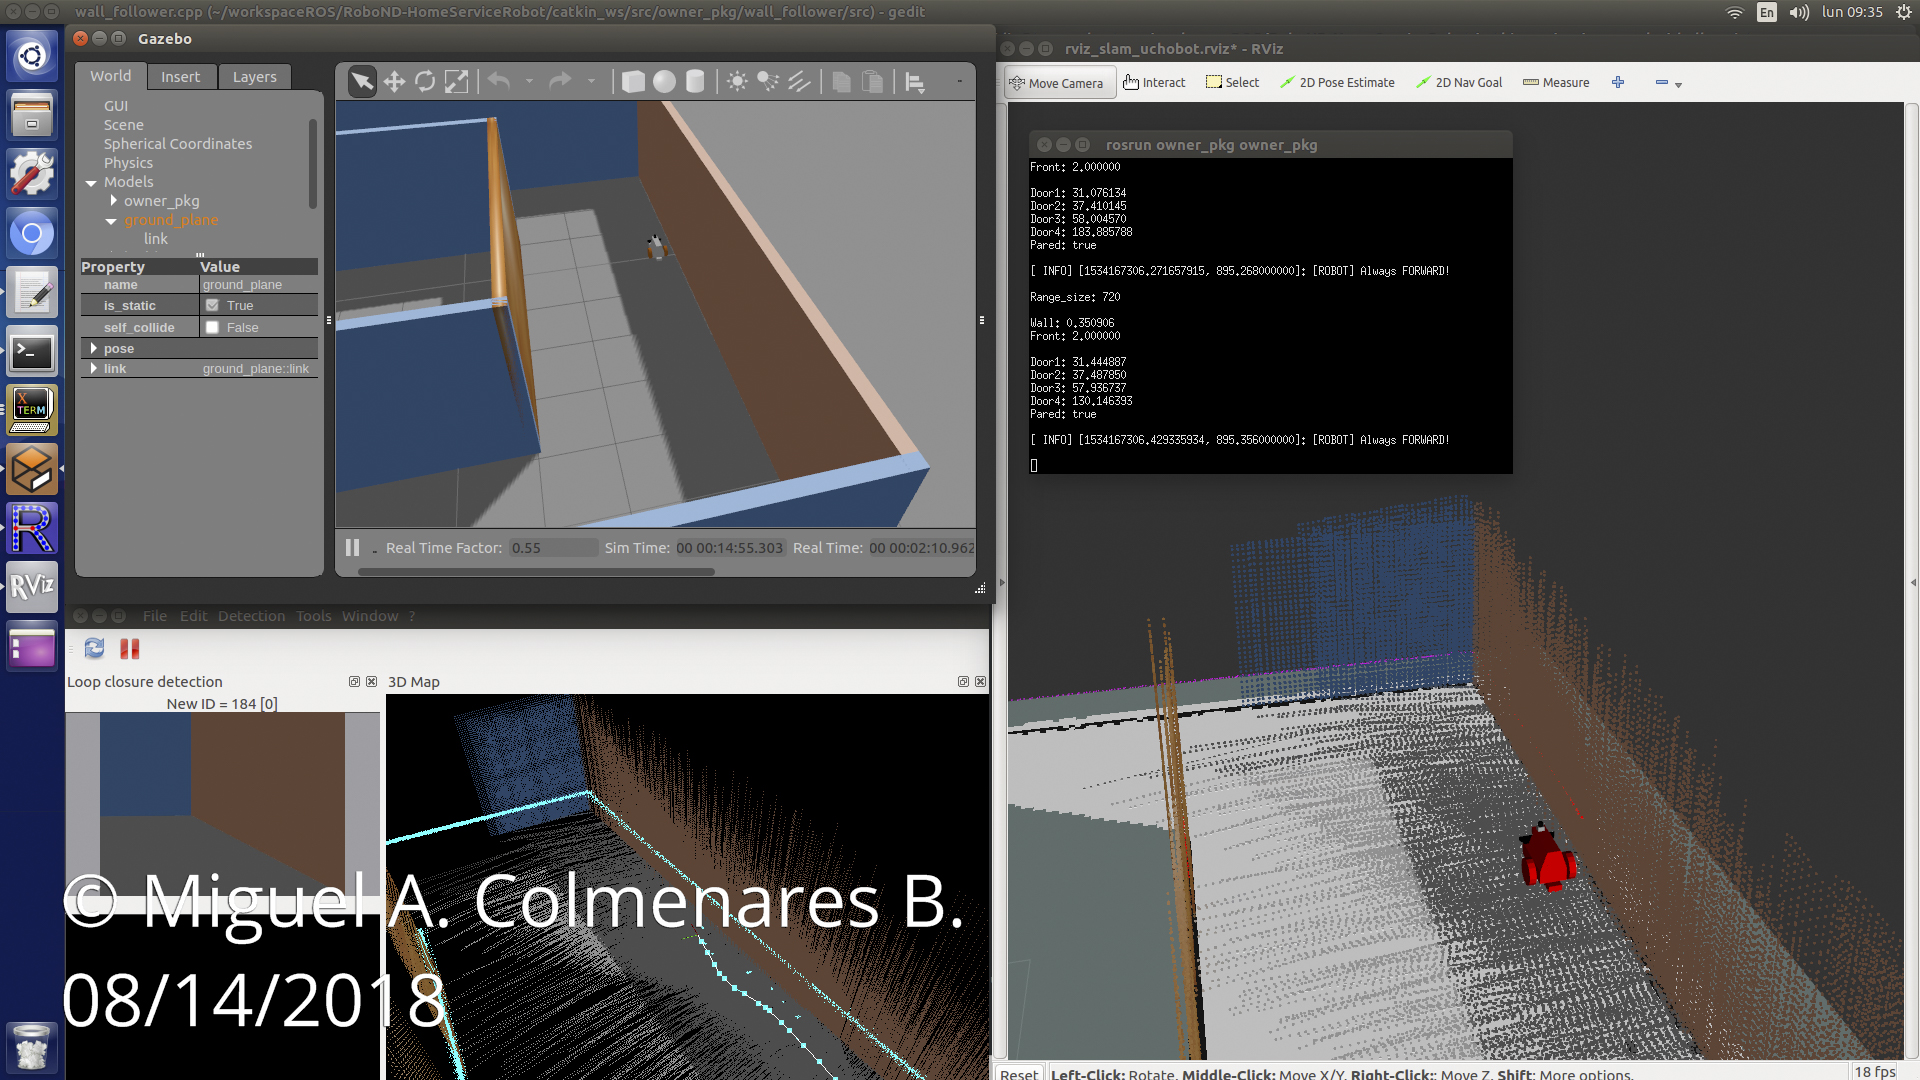 wall_follower.cpp (~/workspaceROS/RoboND-HomeServiceRobot/catkin_ws/src/owner_pkg/wall_follower/src) - gedit
En
lun 09:35
Gazebo
World Insert Layers
GUI
Scene
Spherical Coordinates
Physics
Models
owner_pkg
ground_plane
link
Property Value
name ground_plane
is_static True
self_collide False
pose
link ground_plane::link
Real Time Factor: 0.55 Sim Time: 00 00:14:55.303 Real Time: 00 00:02:10.962
rviz_slam_uchobot.rviz* - RViz
Move Camera Interact Select 2D Pose Estimate 2D Nav Goal Measure
rosrun owner_pkg owner_pkg
Front: 2.000000
Door1: 31.076134
Door2: 37.410145
Door3: 58.004570
Door4: 183.885788
Pared: true
[ INFO] [1534167306.271657915, 895.268000000]: [ROBOT] Always FORWARD!
Range_size: 720
Wall: 0.350906
Front: 2.000000
Door1: 31.444887
Door2: 37.487850
Door3: 57.936737
Door4: 130.146393
Pared: true
[ INFO] [1534167306.429335934, 895.356000000]: [ROBOT] Always FORWARD!
X
TERM
R
RViz
File Edit Detection Tools Window ?
Loop closure detection
New ID = 184 [0]
3D Map
© Miguel A. Colmenares B.
08/14/2018
Reset Left-Click: Rotate. Middle-Click: Move X/Y. Right-Click:: Move Z. Shift: More options.
18 fps